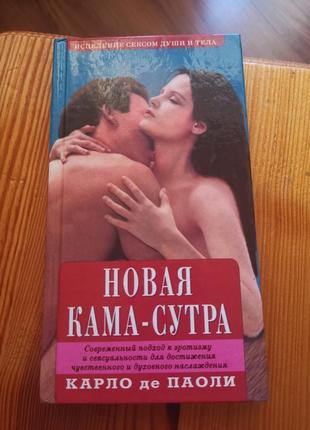 ИСЦЕЛЕНИЕ СЕКСОМ ДУШИ И ТЕЛА
НОВАЯ
КАМА-СУТРА
Современный подход к эротизму
и сексуальности для достижения
чувственного и духовного наслаждения
КАРЛО де ПАОЛИ